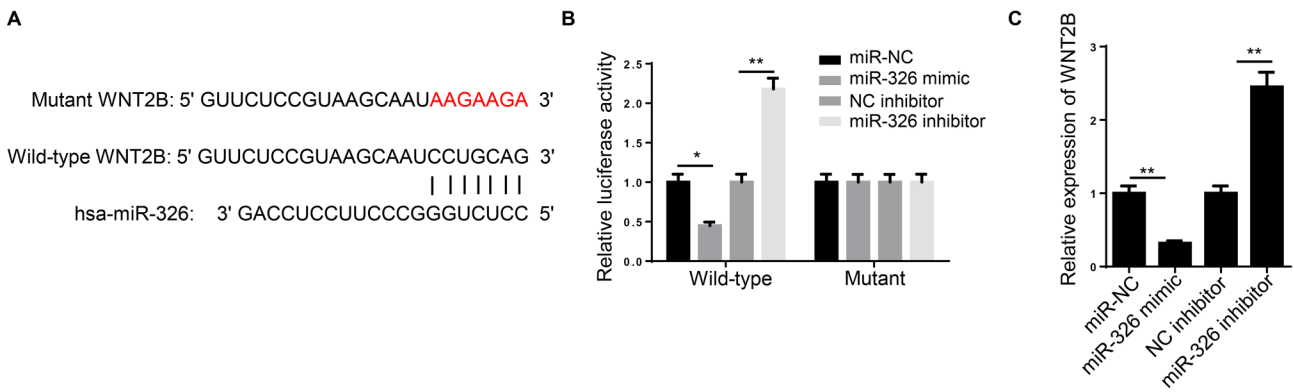 A
Mutant WNT2B: 5' GUUCUCCGUAAGCAAUAAGAAGA 3'
Wild-type WNT2B: 5' GUUCUCCGUAAGCAAUCCUGCAG 3'
hsa-miR-326: 3' GACCUCCUUCCCGGGUCUCC 5'
B
Relative luciferase activity
2.5
2.0
1.5
1.0
0.5
0.0
*
**
miR-NC
miR-326 mimic
NC inhibitor
miR-326 inhibitor
Wild-type
Mutant
C
Relative expression of WNT2B
3
2
1
0
**
**
miR-NC
miR-326 mimic
NC inhibitor
miR-326 inhibitor